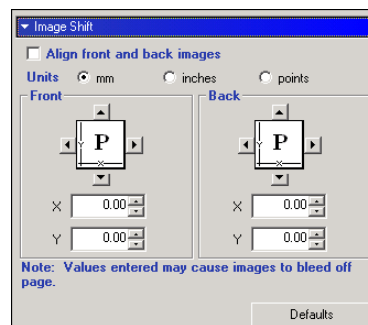 Image Shift
Align front and back images
Units mm inches points
Front Back
Y P Y P
X X
X 0.00 X 0.00
Y 0.00 Y 0.00
Note: Values entered may cause images to bleed off
page.
Defaults